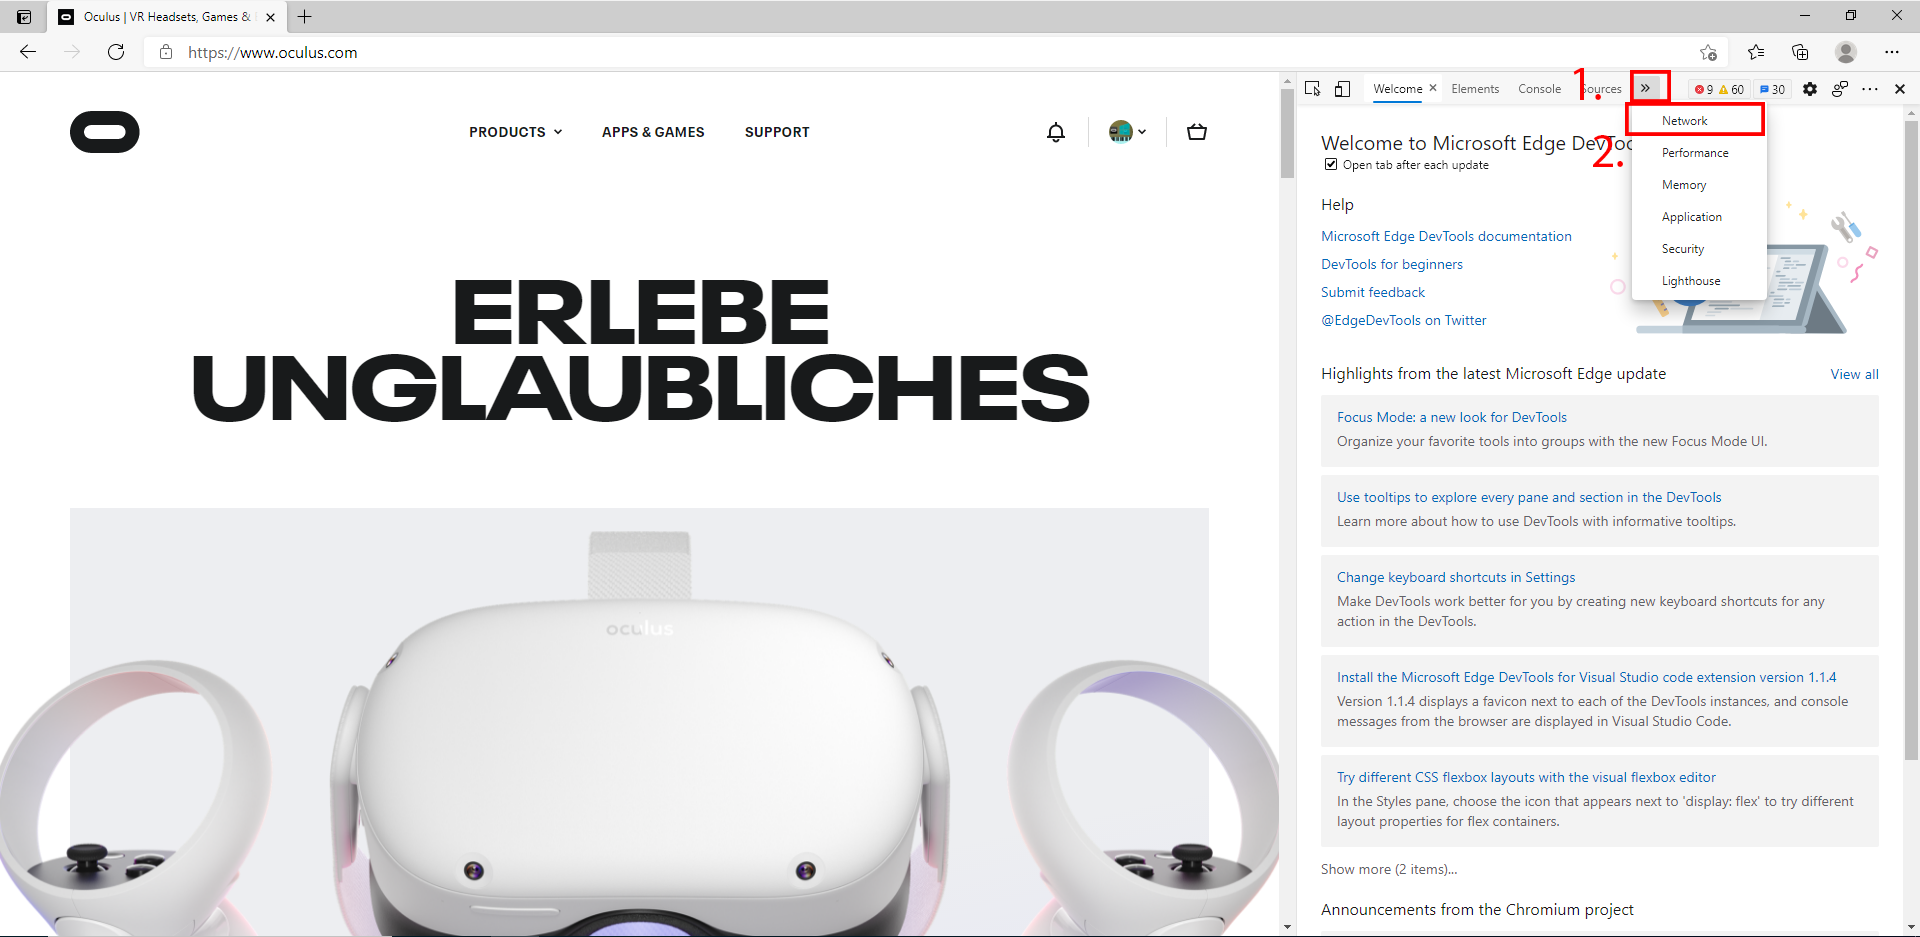 Oculus | VR Headsets, Games &
https://www.oculus.com
PRODUCTS
APPS & GAMES
SUPPORT
ERLEBE
UNGLAUBLICHES
oculus
1.
2.
Welcome
Elements
Console
Sources
9
60
30
Network
Performance
Memory
Application
Security
Lighthouse
Welcome to Microsoft Edge DevToo
Open tab after each update
Help
Microsoft Edge DevTools documentation
DevTools for beginners
Submit feedback
@EdgeDevTools on Twitter
Highlights from the latest Microsoft Edge update
View all
Focus Mode: a new look for DevTools
Organize your favorite tools into groups with the new Focus Mode UI.
Use tooltips to explore every pane and section in the DevTools
Learn more about how to use DevTools with informative tooltips.
Change keyboard shortcuts in Settings
Make DevTools work better for you by creating new keyboard shortcuts for any
action in the DevTools.
Install the Microsoft Edge DevTools for Visual Studio code extension version 1.1.4
Version 1.1.4 displays a favicon next to each of the DevTools instances, and console
messages from the browser are displayed in Visual Studio Code.
Try different CSS flexbox layouts with the visual flexbox editor
In the Styles pane, choose the icon that appears next to 'display: flex' to try different
layout properties for flex containers.
Show more (2 items)...
Announcements from the Chromium project